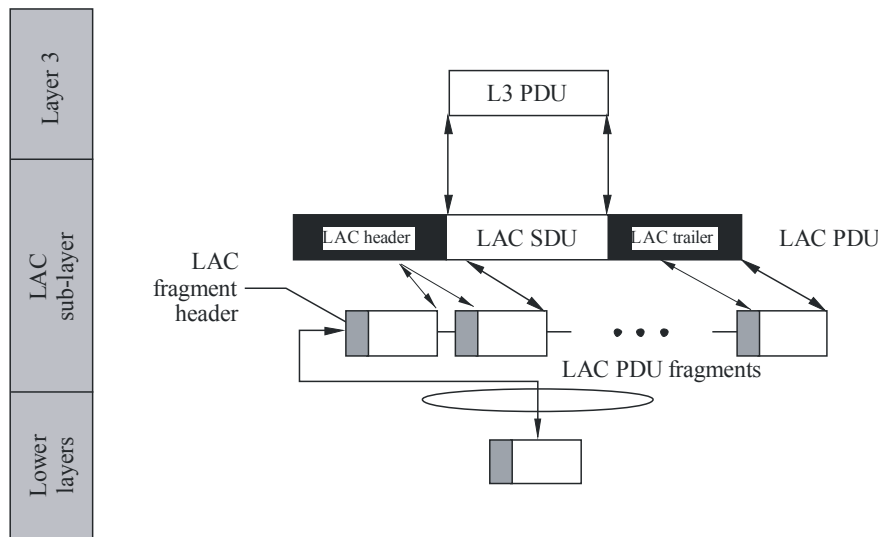 Layer 3
L3 PDU
LAC header
LAC SDU
LAC trailer
LAC PDU
LAC
sub-layer
LAC
fragment
header
LAC PDU fragments
Lower
layers